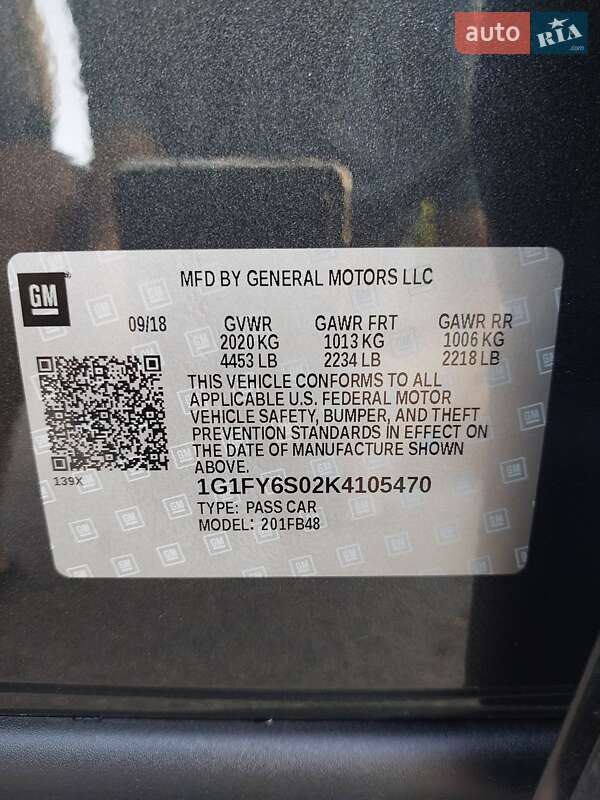 auto RIA .com
MFD BY GENERAL MOTORS LLC
GM
09/18 GVWR GAWR FRT GAWR RR
2020 KG 1013 KG 1006 KG
4453 LB 2234 LB 2218 LB
THIS VEHICLE CONFORMS TO ALL
APPLICABLE U.S. FEDERAL MOTOR
VEHICLE SAFETY, BUMPER, AND THEFT
PREVENTION STANDARDS IN EFFECT ON
THE DATE OF MANUFACTURE SHOWN
ABOVE.
139X
1G1FY6S02K4105470
TYPE: PASS CAR
MODEL: 201FB48